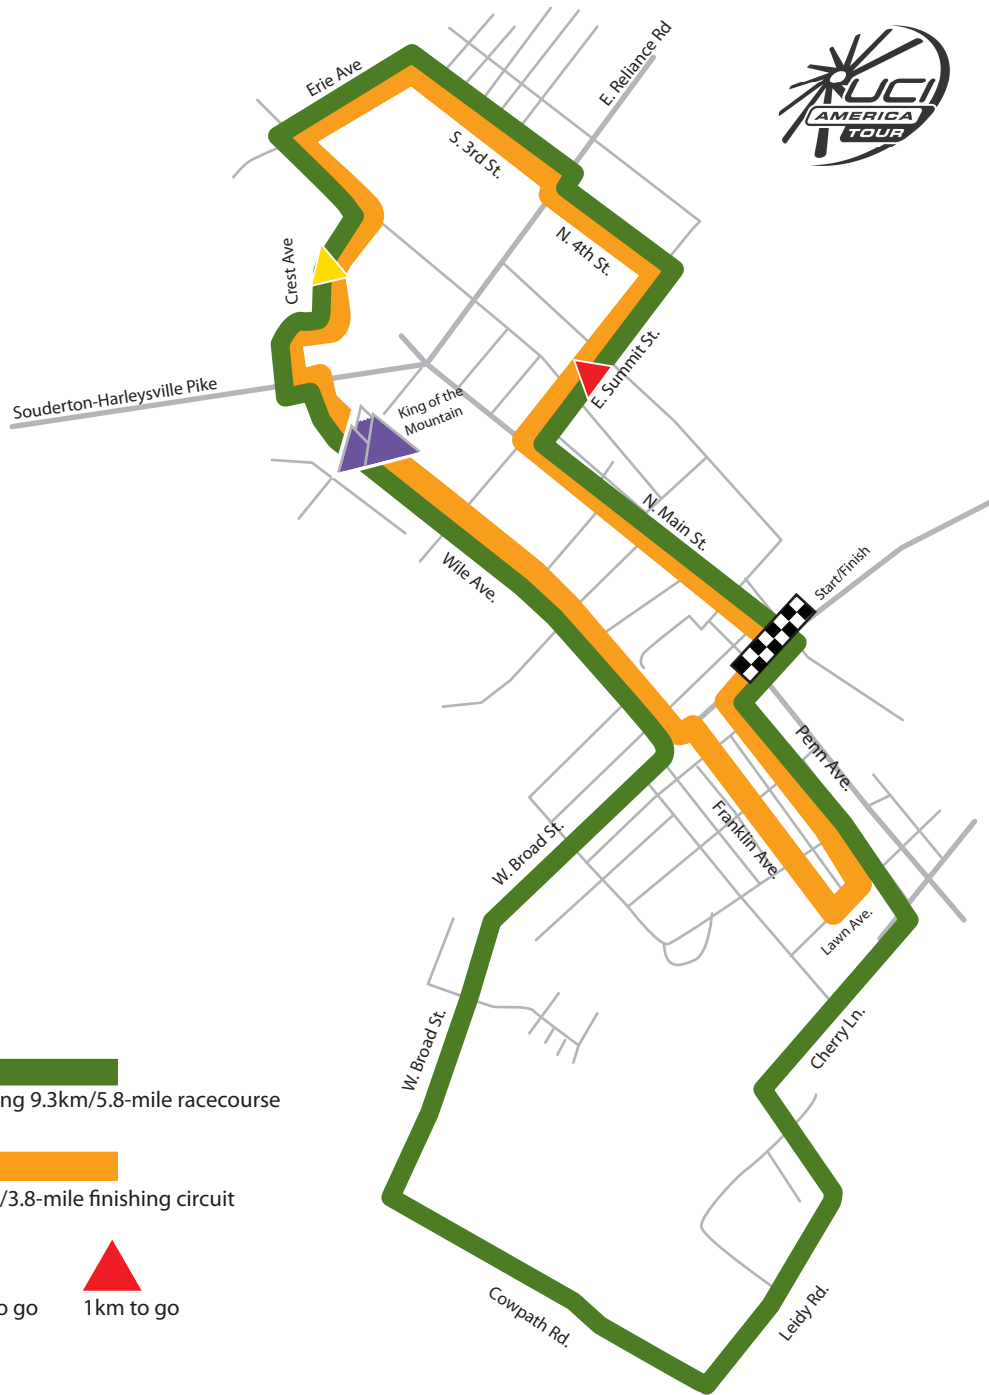 Erie Ave
E. Reliance Rd
UCI
AMERICA
TOUR
S. 3rd St.
N. 4th St.
Crest Ave
E. Summit St.
Souderton-Harleysville Pike
King of the
Mountain
N. Main St.
Start/Finish
Wile Ave.
Penn Ave.
Franklin Ave.
W. Broad St.
Lawn Ave.
W. Broad St.
Cherry Ln.
ng 9.3km/5.8-mile racecourse
/3.8-mile finishing circuit
o go
1km to go
Cowpath Rd.
Leidy Rd.